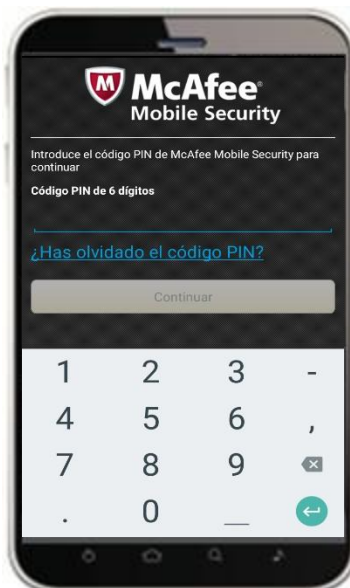 McAfee®
Mobile Security
Introduce el código PIN de McAfee Mobile Security para
continuar
Código PIN de 6 dígitos
¿Has olvidado el código PIN?
Continuar
1 2 3 -
4 5 6 ,
7 8 9
. 0 _